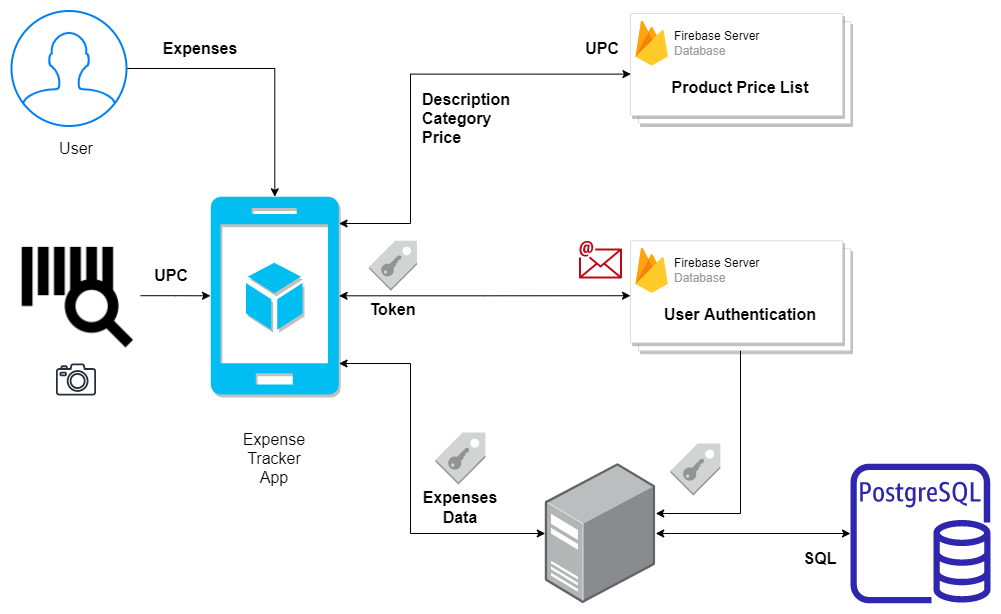 Expenses
User
UPC
Firebase Server
Database
Product Price List
Description
Category
Price
UPC
Token
@
Firebase Server
Database
User Authentication
Expense
Tracker
App
Expenses
Data
SQL
PostgreSQL